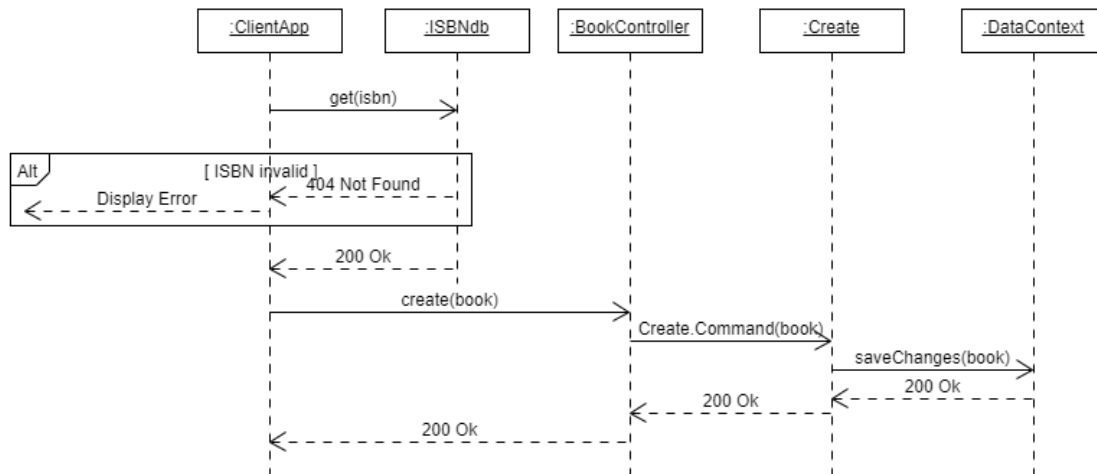 :ClientApp
:ISBNdb
:BookController
:Create
:DataContext
get(isbn)
Alt
[ ISBN invalid ]
404 Not Found
Display Error
200 Ok
create(book)
Create.Command(book)
saveChanges(book)
200 Ok
200 Ok
200 Ok